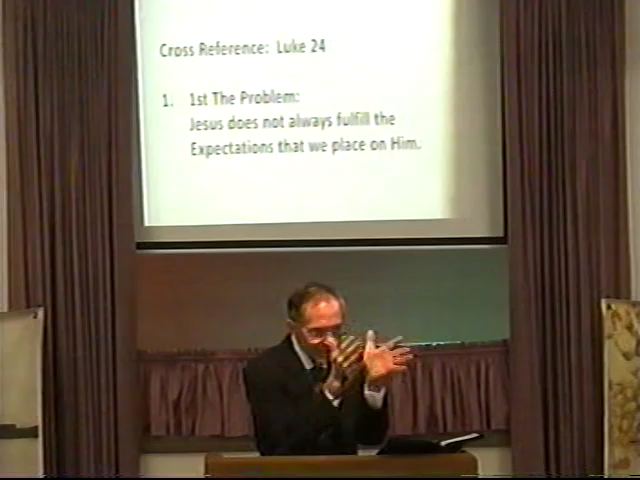 Cross Reference: Luke 24
1. 1st The Problem:
Jesus does not always fulfill the
Expectations that we place on Him.